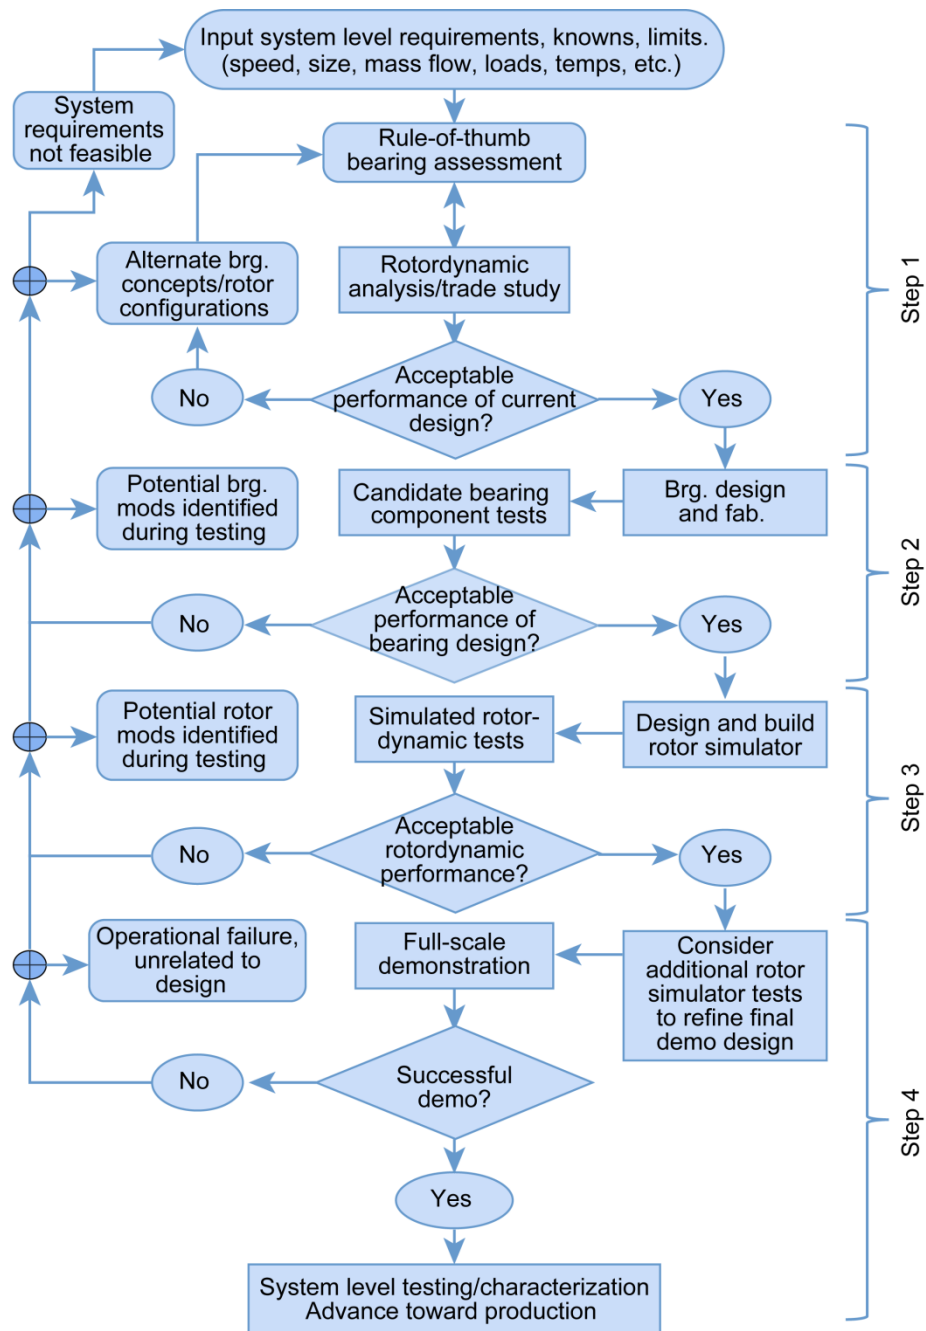 Input system level requirements, knowns, limits.
(speed, size, mass flow, loads, temps, etc.)
System
requirements
not feasible
Rule-of-thumb
bearing assessment
Alternate brg.
concepts/rotor
configurations
Rotordynamic
analysis/trade study
Step 1
No
Acceptable
performance of current
design?
Yes
Potential brg.
mods identified
during testing
Candidate bearing
component tests
Brg. design
and fab.
Step 2
No
Acceptable
performance of
bearing design?
Yes
Potential rotor
mods identified
during testing
Simulated rotor-
dynamic tests
Design and build
rotor simulator
Step 3
No
Acceptable
rotordynamic
performance?
Yes
Operational failure,
unrelated to
design
Full-scale
demonstration
Consider
additional rotor
simulator tests
to refine final
demo design
Step 4
No
Successful
demo?
Yes
System level testing/characterization
Advance toward production